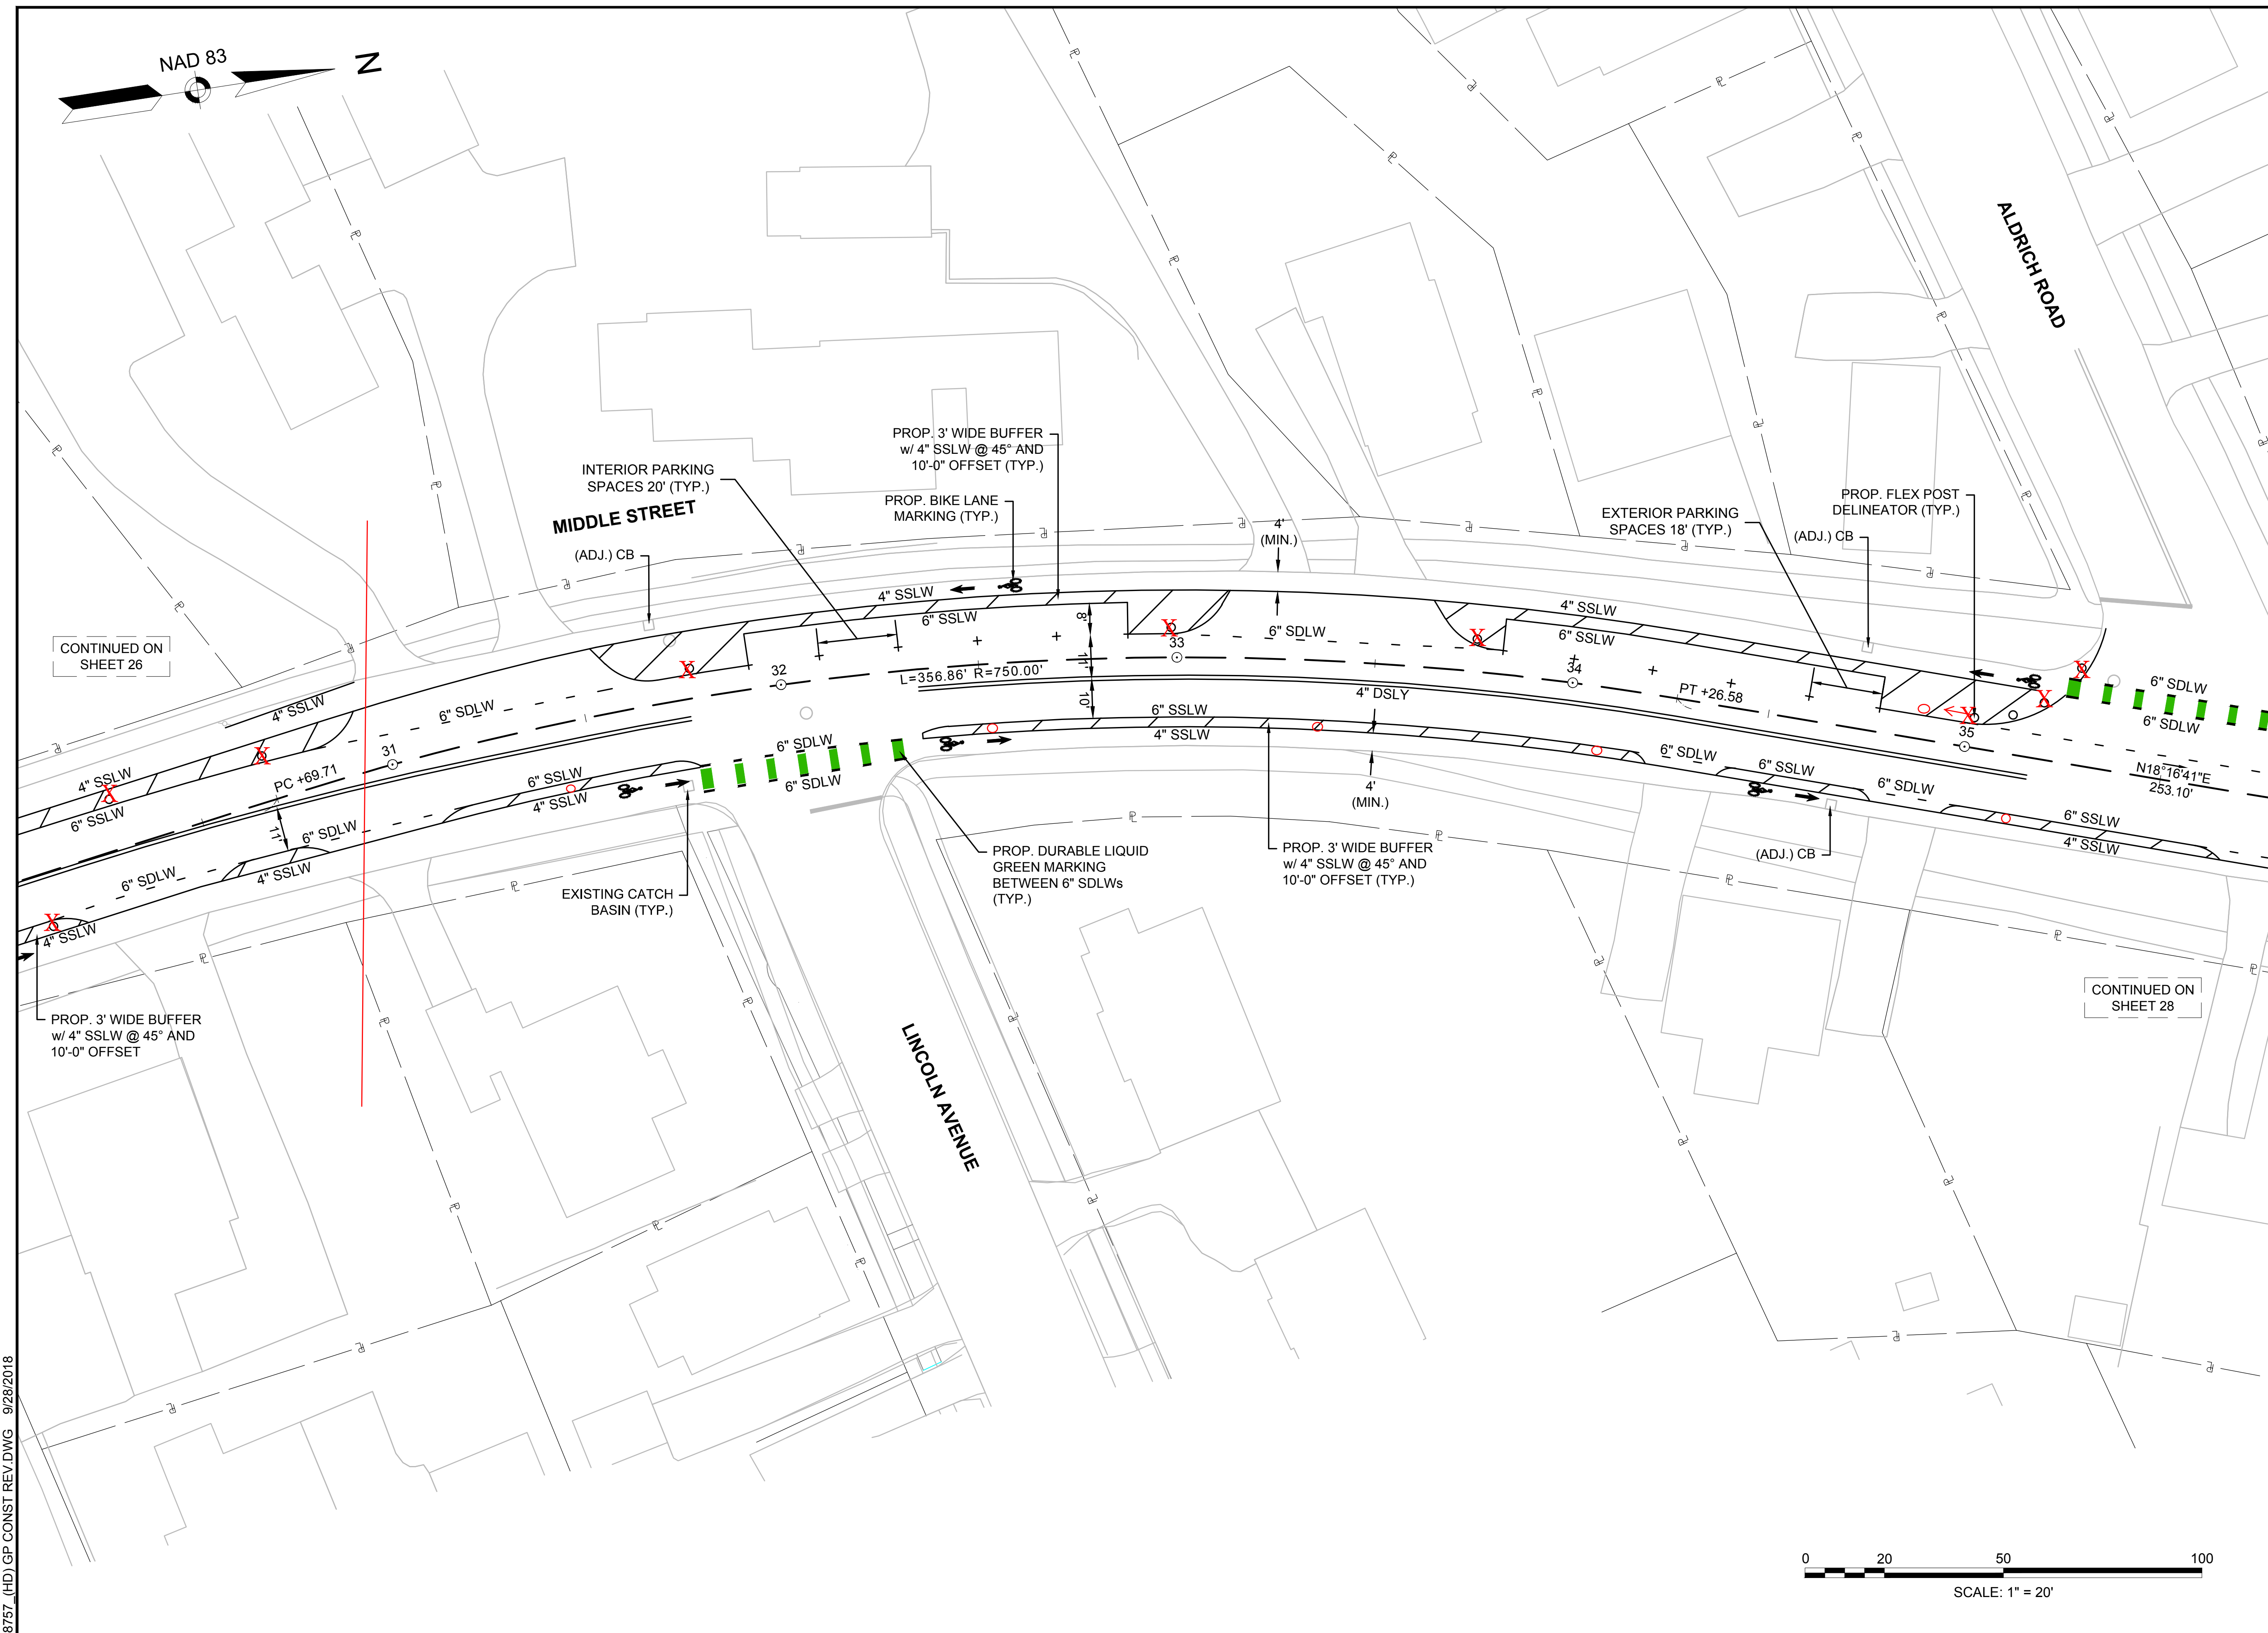 NAD 83
N
ALDRICH ROAD
PROP. 3' WIDE BUFFER
w/ 4" SSLW @ 45° AND
10'-0" OFFSET (TYP.)
INTERIOR PARKING
SPACES 20' (TYP.)
PROP. BIKE LANE
MARKING (TYP.)
MIDDLE STREET
(ADJ.) CB
4'
(MIN.)
EXTERIOR PARKING
SPACES 18' (TYP.)
PROP. FLEX POST
DELINEATOR (TYP.)
(ADJ.) CB
CONTINUED ON
SHEET 26
4" SSLW
6" SSLW
8'
11'
10'
33
6" SDLW
4" SSLW
6" SSLW
32
L=356.86' R=750.00'
34
PT +26.58
35
6" SDLW
6" SDLW
4" SSLW
6" SDLW
31
4" SSLW
6" SSLW
PC +69.71
11'
6" SDLW
6" SDLW
4" SSLW
4" SSLW
X
X
X
X
X
X
X
X
X
6" SSLW
4" SSLW
6" SDLW
6" SDLW
6" SSLW
4" SSLW
4" DSLY
4'
(MIN.)
6" SDLW
6" SSLW
6" SDLW
N18°16'41"E
253.10'
6" SSLW
4" SSLW
(ADJ.) CB
EXISTING CATCH
BASIN (TYP.)
PROP. DURABLE LIQUID
GREEN MARKING
BETWEEN 6" SDLWs
(TYP.)
PROP. 3' WIDE BUFFER
w/ 4" SSLW @ 45° AND
10'-0" OFFSET (TYP.)
PROP. 3' WIDE BUFFER
w/ 4" SSLW @ 45° AND
10'-0" OFFSET
CONTINUED ON
SHEET 28
LINCOLN AVENUE
0 20 50 100
SCALE: 1" = 20'
8757_(HD) GP CONST REV.DWG 9/28/2018